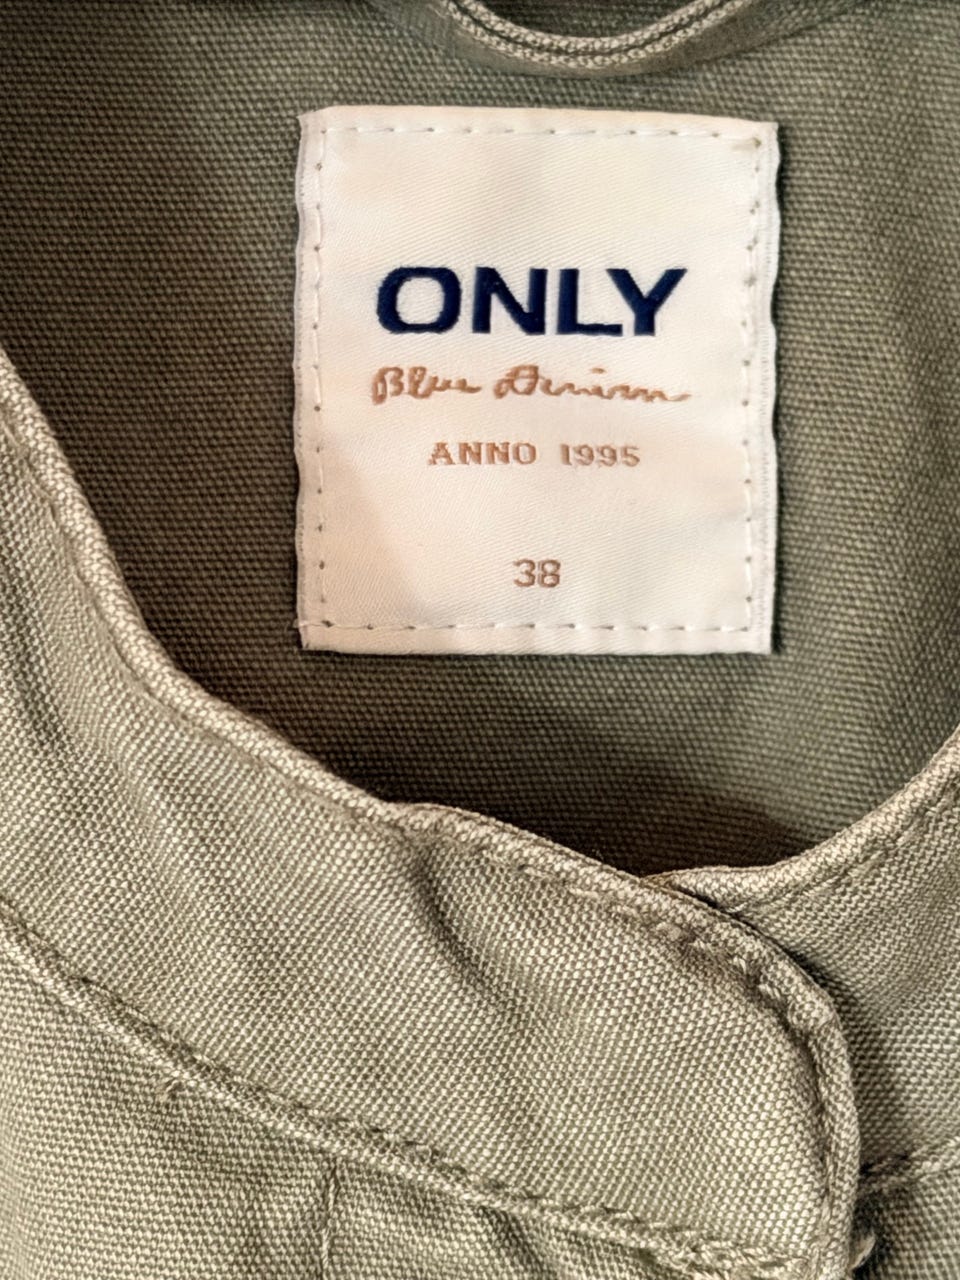 ONLY
Blue Denim
ANNO 1995
38